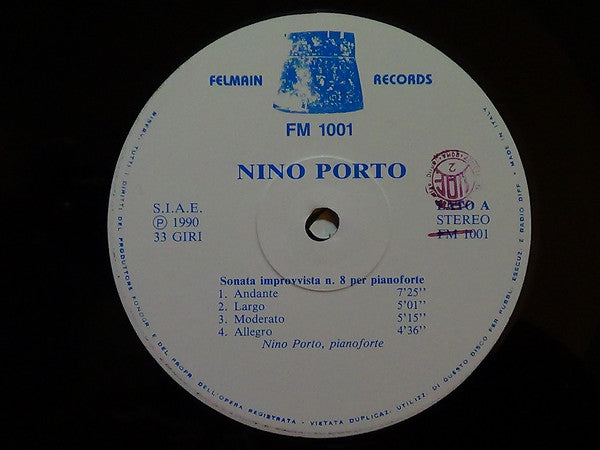 FELMAIN RECORDS
FM 1001
NINO PORTO
S.I.A.E.
Ⓟ 1990
33 GIRI
LATO A
STEREO
FM 1001
Sonata improvvista n. 8 per pianoforte
1. Andante 7'25''
2. Largo 5'01''
3. Moderato 5'15''
4. Allegro 4'36''
Nino Porto, pianoforte
RISERV. TUTTI I DIRITTI DEL PRODUTTORE FONOGR. E DEL PROPR. DELL'OPERA REGISTRATA - VIETATA DUPLICAZ. UTILIZZ. DI QUESTO DISCO PER PUBBL. ESECUZ. E RADIO DIFF. - MADE IN ITALY